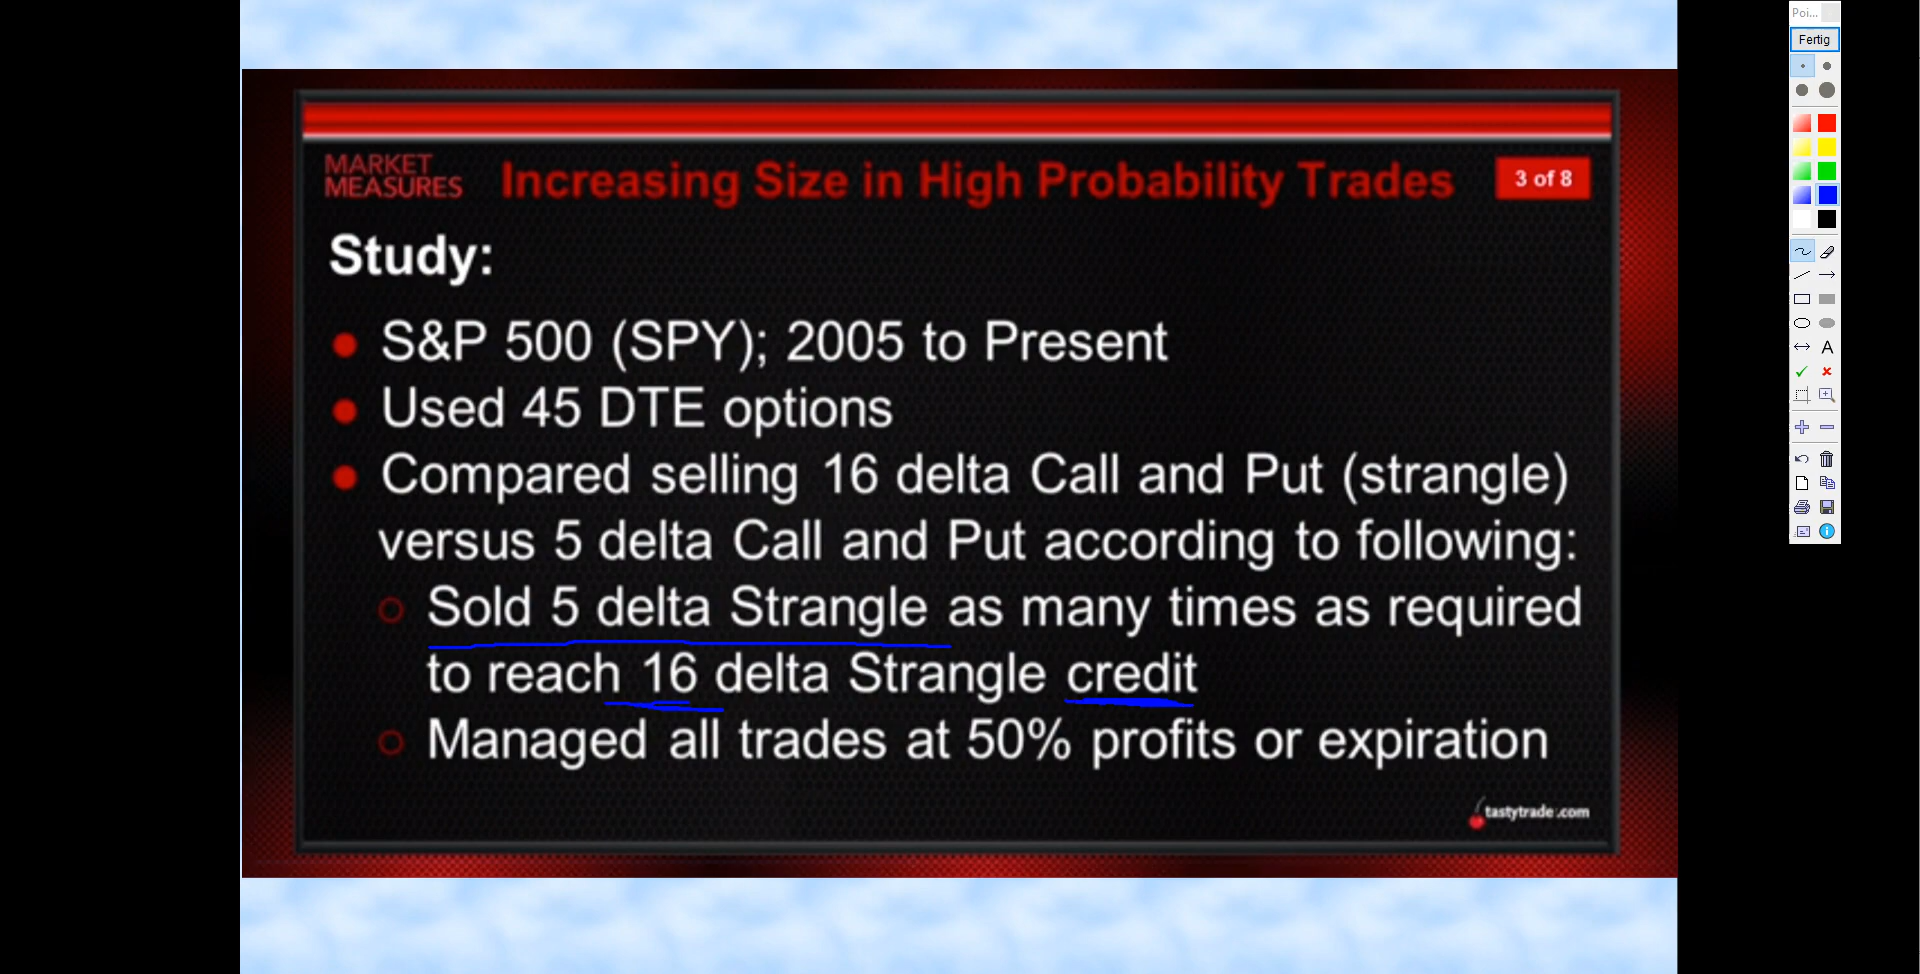 Poi...
Fertig
MARKET
MEASURES
Increasing Size in High Probability Trades
3 of 8
Study:
S&P 500 (SPY); 2005 to Present
Used 45 DTE options
Compared selling 16 delta Call and Put (strangle)
versus 5 delta Call and Put according to following:
Sold 5 delta Strangle as many times as required
to reach 16 delta Strangle credit
Managed all trades at 50% profits or expiration
tastytrade.com
A